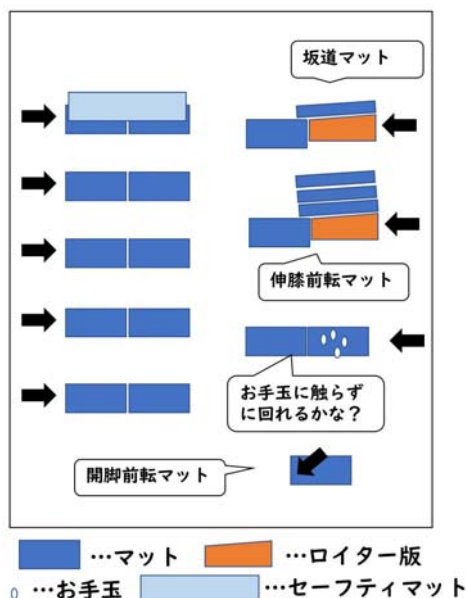 坂道マット
伸膝前転マット
お手玉に触らず
に回れるかな？
開脚前転マット
…マット
…ロイター版
…お手玉
…セーフティマット